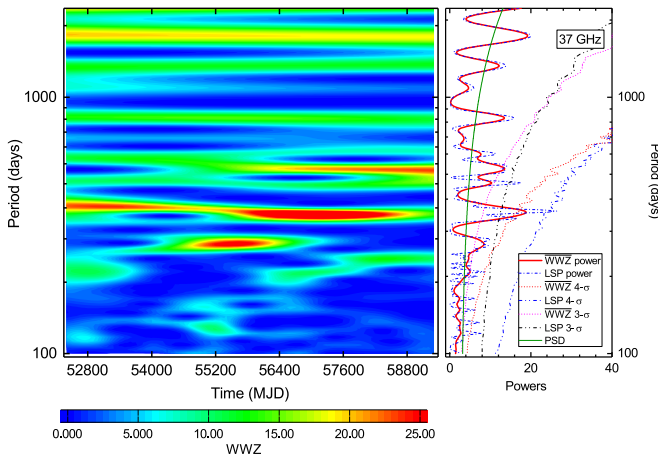 37 GHz
1000
1000
Period (days)
Period (days)
WWZ power
LSP power
WWZ 4-σ
LSP 4-σ
WWZ 3-σ
LSP 3-σ
PSD
100
100
52800 54000 55200 56400 57600 58800
0 20 40
Time (MJD)
Powers
0.000 5.000 10.00 15.00 20.00 25.00
WWZ